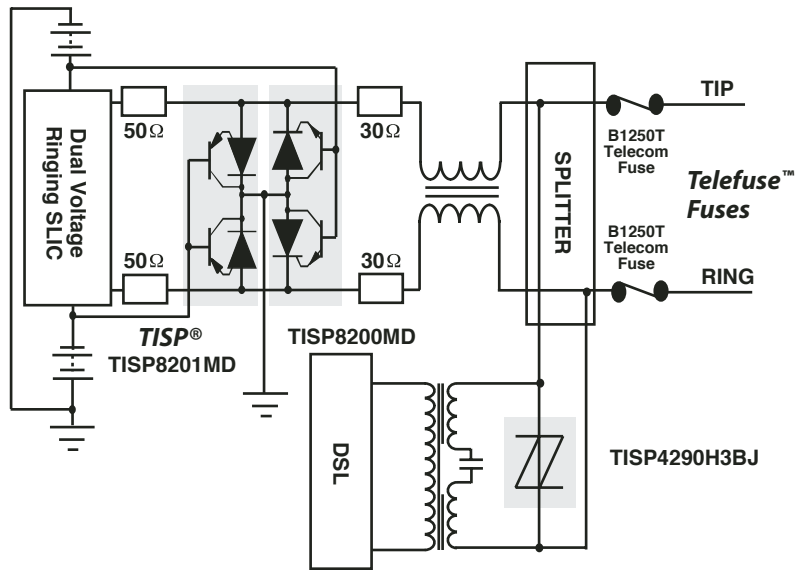 Dual Voltage
Ringing SLIC
50Ω
30Ω
50Ω
30Ω
TISP®
TISP8201MD
TISP8200MD
SPLITTER
B1250T
Telecom
Fuse
TIP
Telefuse™
Fuses
B1250T
Telecom
Fuse
RING
DSL
TISP4290H3BJ